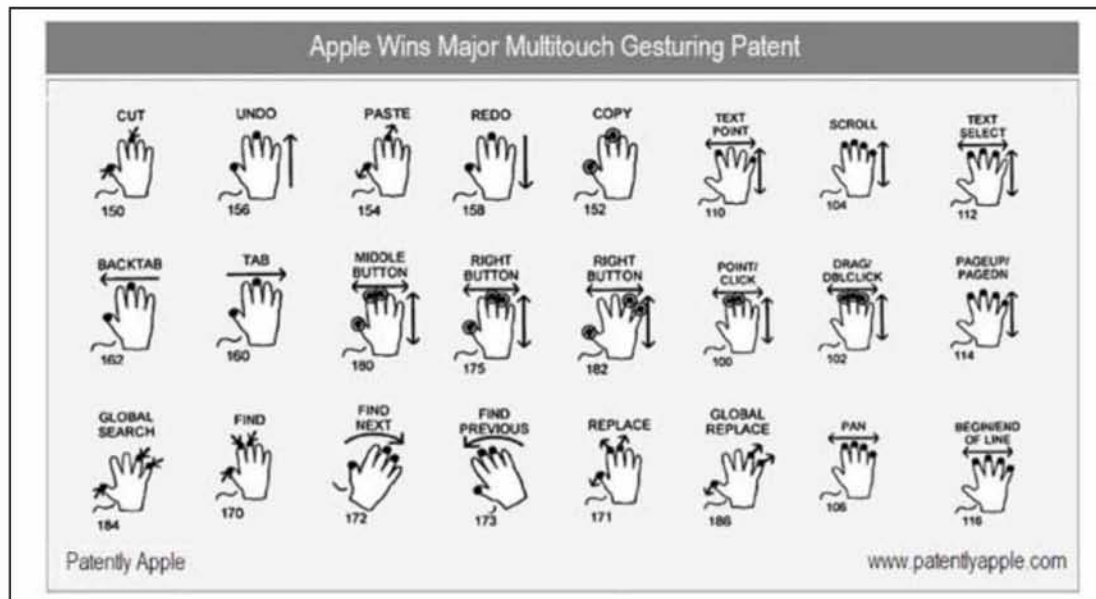 Apple Wins Major Multitouch Gesturing Patent
CUT
150
UNDO
156
PASTE
154
REDO
158
COPY
152
TEXT
POINT
110
SCROLL
104
TEXT
SELECT
112
BACKTAB
162
TAB
160
MIDDLE
BUTTON
180
RIGHT
BUTTON
175
RIGHT
BUTTON
182
POINT/
CLICK
100
DRAG/
DBLCLICK
102
PAGEUP/
PAGEDN
114
GLOBAL
SEARCH
184
FIND
170
FIND
NEXT
172
FIND
PREVIOUS
173
REPLACE
171
GLOBAL
REPLACE
186
PAN
106
BEGIN/END
OF LINE
116
Patently Apple
www.patentlyapple.com